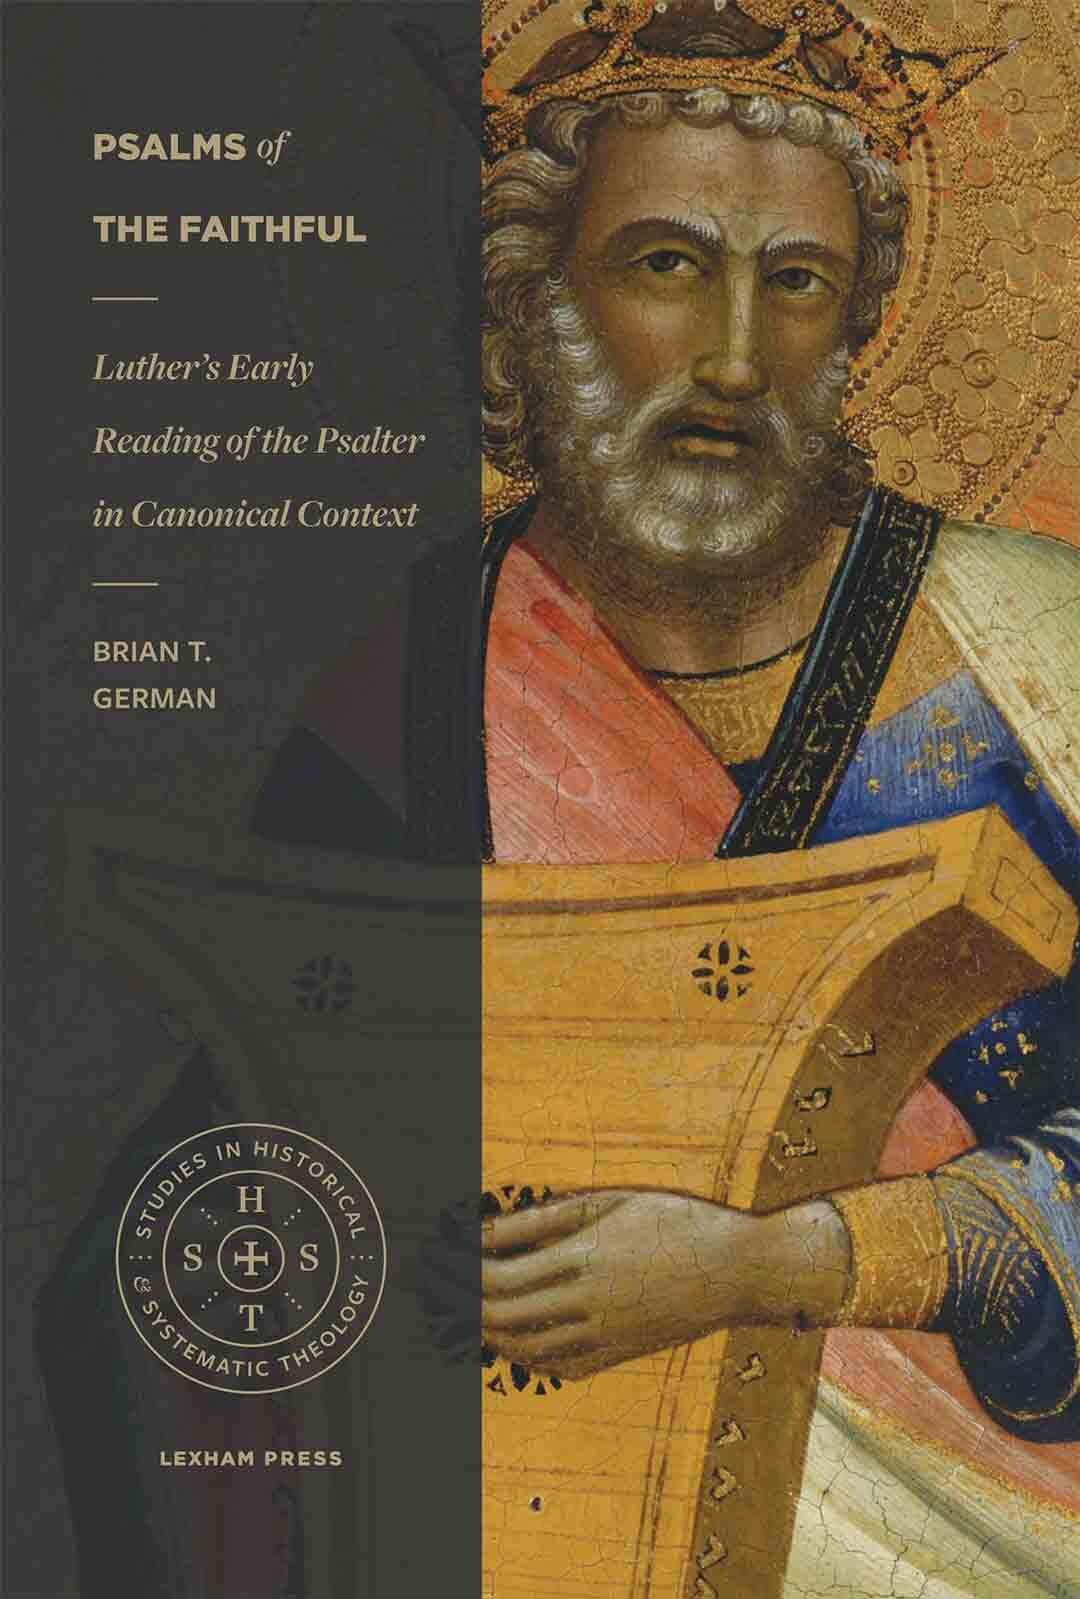 PSALMS of
THE FAITHFUL
Luther's Early
Reading of the Psalter
in Canonical Context
BRIAN T.
GERMAN
STUDIES IN HISTORICAL
& SYSTEMATIC THEOLOGY
H
S S
T
LEXHAM PRESS